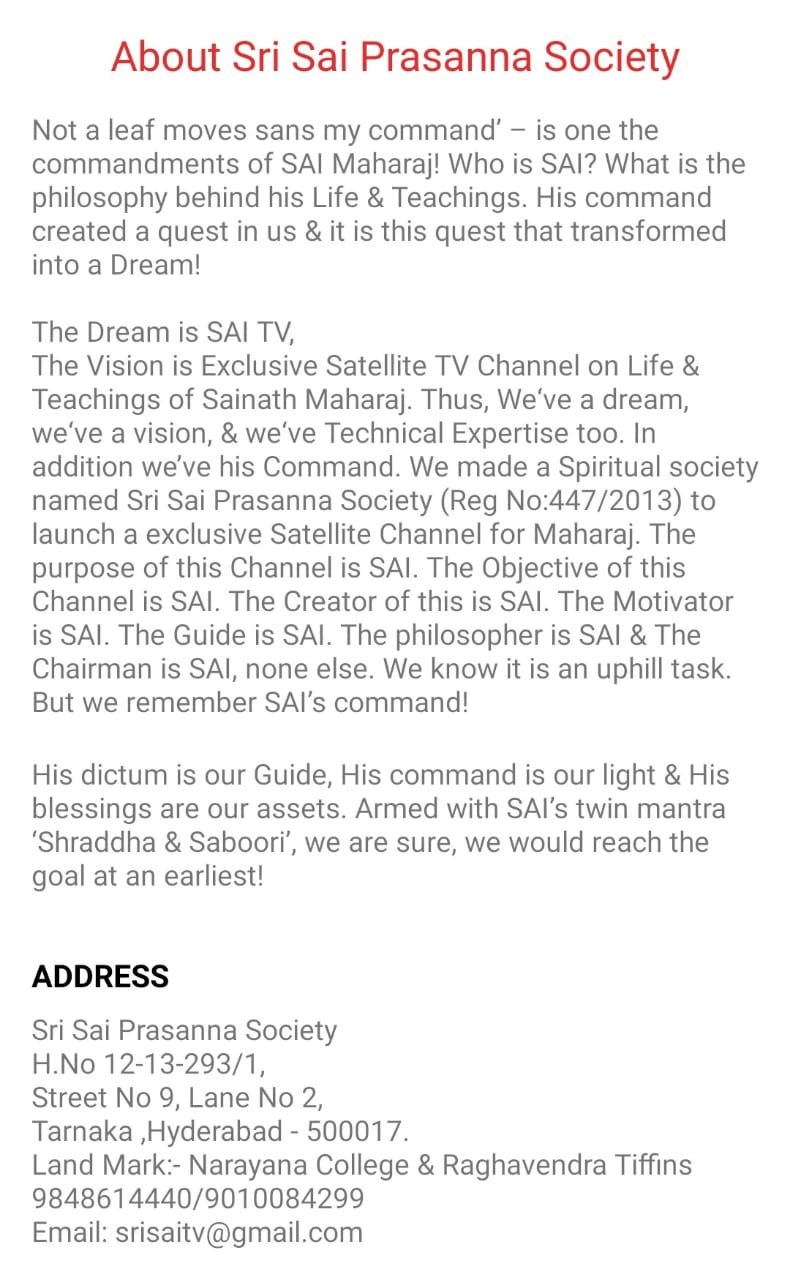 About Sri Sai Prasanna Society
Not a leaf moves sans my command’ – is one the
commandments of SAI Maharaj! Who is SAI? What is the
philosophy behind his Life & Teachings. His command
created a quest in us & it is this quest that transformed
into a Dream!
The Dream is SAI TV,
The Vision is Exclusive Satellite TV Channel on Life &
Teachings of Sainath Maharaj. Thus, We‘ve a dream,
we‘ve a vision, & we‘ve Technical Expertise too. In
addition we’ve his Command. We made a Spiritual society
named Sri Sai Prasanna Society (Reg No:447/2013) to
launch a exclusive Satellite Channel for Maharaj. The
purpose of this Channel is SAI. The Objective of this
Channel is SAI. The Creator of this is SAI. The Motivator
is SAI. The Guide is SAI. The philosopher is SAI & The
Chairman is SAI, none else. We know it is an uphill task.
But we remember SAI’s command!
His dictum is our Guide, His command is our light & His
blessings are our assets. Armed with SAI’s twin mantra
‘Shraddha & Saboori’, we are sure, we would reach the
goal at an earliest!
ADDRESS
Sri Sai Prasanna Society
H.No 12-13-293/1,
Street No 9, Lane No 2,
Tarnaka ,Hyderabad - 500017.
Land Mark:- Narayana College & Raghavendra Tiffins
9848614440/9010084299
Email: srisaitv@gmail.com